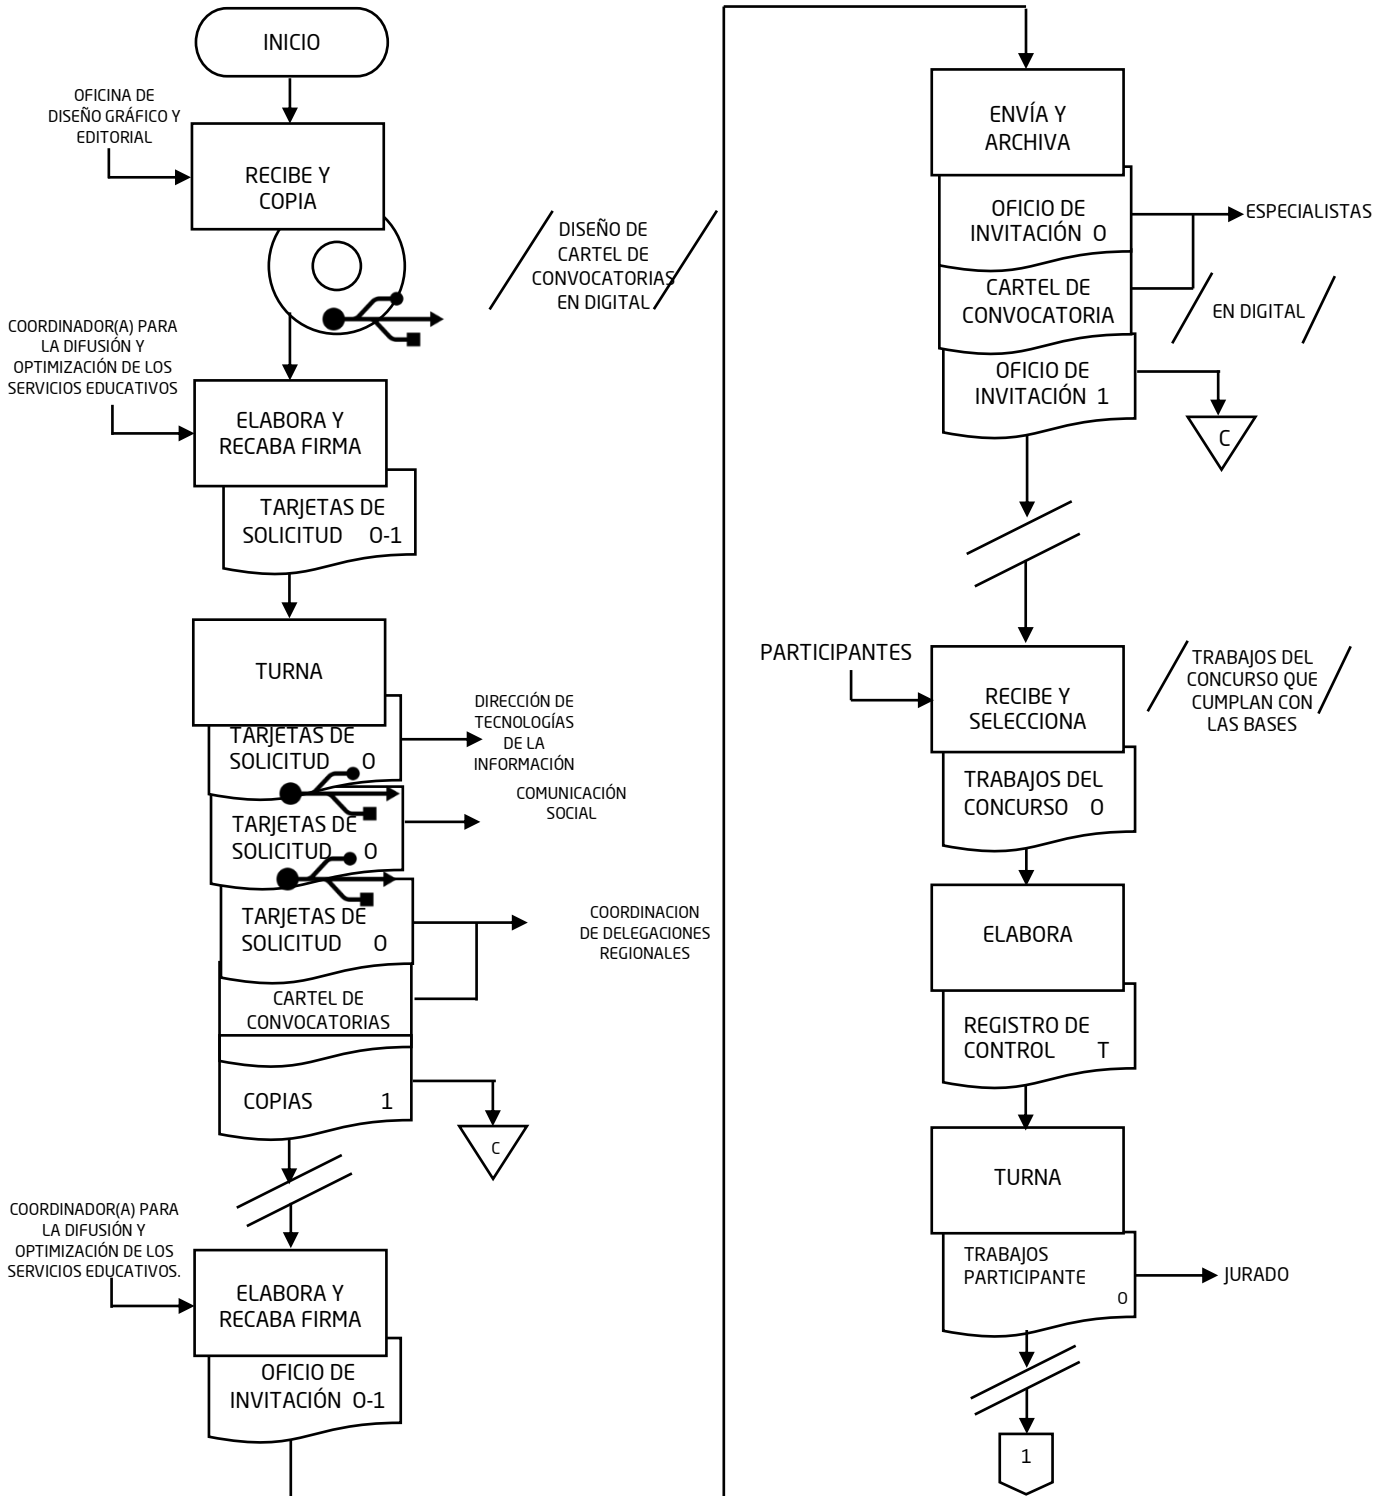 INICIO
OFICINA DE
DISEÑO GRÁFICO Y
EDITORIAL
RECIBE Y
COPIA
DISEÑO DE
CARTEL DE
CONVOCATORIAS
EN DIGITAL
COORDINADOR(A) PARA
LA DIFUSIÓN Y
OPTIMIZACIÓN DE LOS
SERVICIOS EDUCATIVOS
ELABORA Y
RECABA FIRMA
TARJETAS DE
SOLICITUD 0-1
TURNA
TARJETAS DE
SOLICITUD 0
DIRECCIÓN DE
TECNOLOGÍAS
DE LA
INFORMACIÓN
TARJETAS DE
SOLICITUD 0
COMUNICACIÓN
SOCIAL
TARJETAS DE
SOLICITUD 0
COORDINACION
DE DELEGACIONES
REGIONALES
CARTEL DE
CONVOCATORIAS
COPIAS 1
C
COORDINADOR(A) PARA
LA DIFUSIÓN Y
OPTIMIZACIÓN DE LOS
SERVICIOS EDUCATIVOS.
ELABORA Y
RECABA FIRMA
OFICIO DE
INVITACIÓN 0-1
ENVÍA Y
ARCHIVA
OFICIO DE
INVITACIÓN 0
ESPECIALISTAS
CARTEL DE
CONVOCATORIA
EN DIGITAL
OFICIO DE
INVITACIÓN 1
C
PARTICIPANTES
RECIBE Y
SELECCIONA
TRABAJOS DEL
CONCURSO QUE
CUMPLAN CON
LAS BASES
TRABAJOS DEL
CONCURSO 0
ELABORA
REGISTRO DE
CONTROL T
TURNA
TRABAJOS
PARTICIPANTE
0
JURADO
1